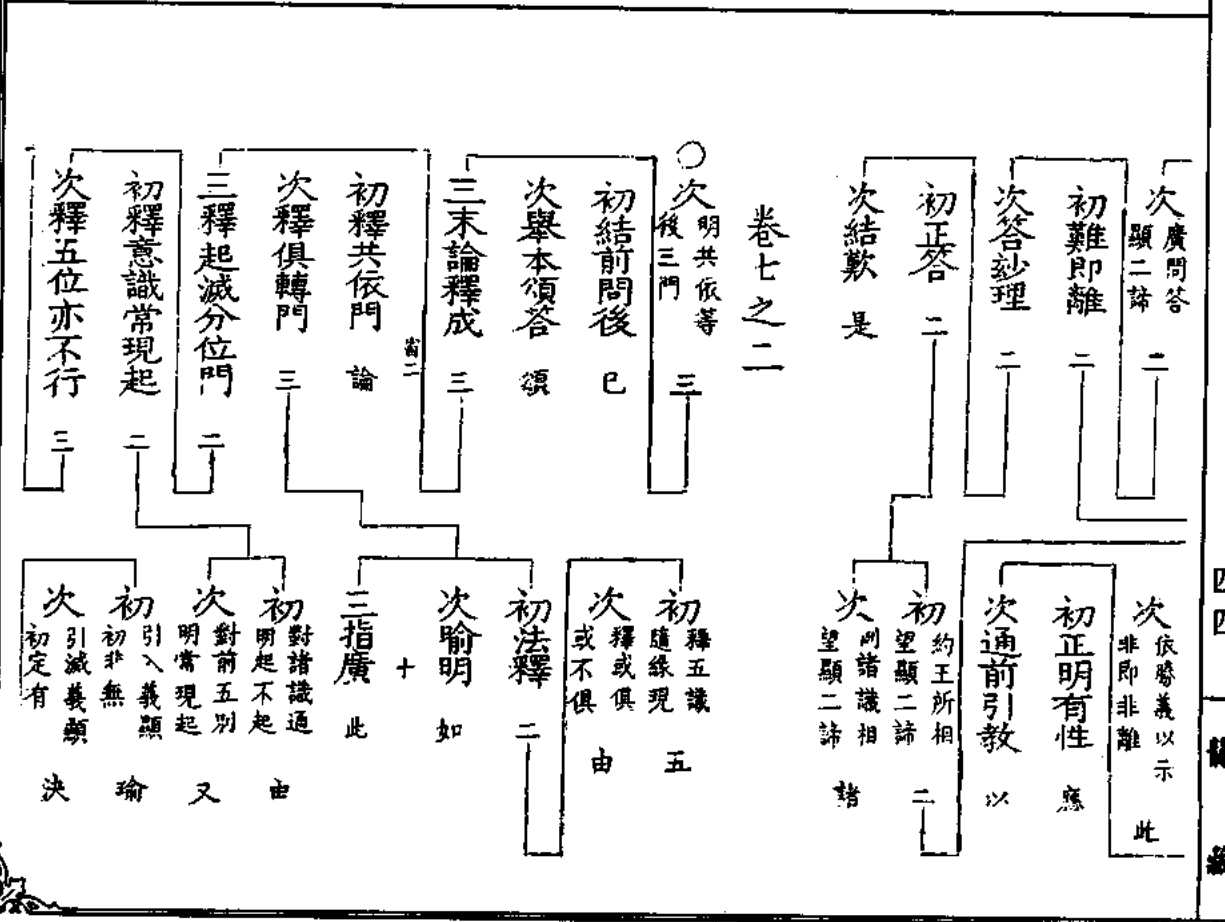 次 廣問答顯二諦 二
初難即離 二
次答玅理 二
初正答 二
次結歎 是
卷七之二
○次 明共依等後三門 三
初結前問後 已
次舉本頌答 頌
三末論釋成 三
初釋共依門 論
次釋俱轉門 三
三釋起滅分位門 二
初釋意識常現起 二
次釋五位亦不行 三
次 依勝義以示非即非離 此
初正明有性 應
次通前引教 以
初 約王所相望顯二諦 二
次 例諸識相望顯二諦 諸
初 釋五識隨緣現 五
次 釋或俱或不俱 由
初法釋 二
次喻明 如
三指廣 此
十
初 對諸識通明起不起 由
次 對前五別明常現起 又
初 引入義顯初非無 瑜
次 引滅義顯初定有 決
四四一